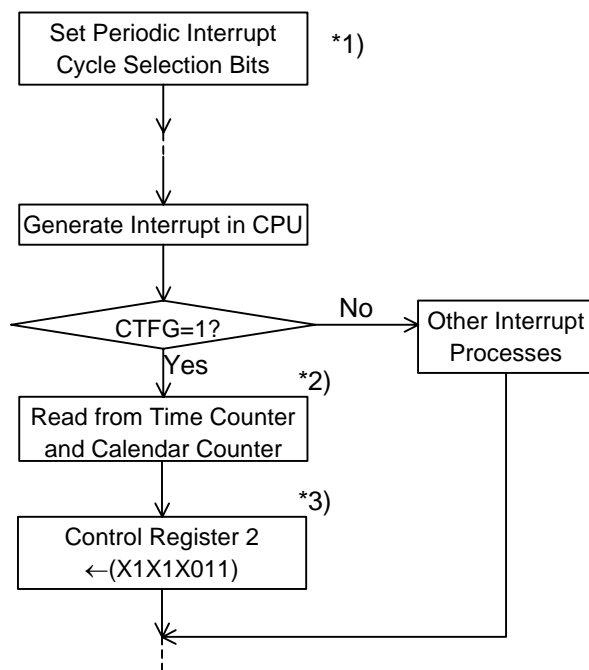 Set Periodic Interrupt
Cycle Selection Bits
*1)
Generate Interrupt in CPU
CTFG=1?
No
Other Interrupt
Processes
Yes
*2)
Read from Time Counter
and Calendar Counter
*3)
Control Register 2
←(X1X1X011)